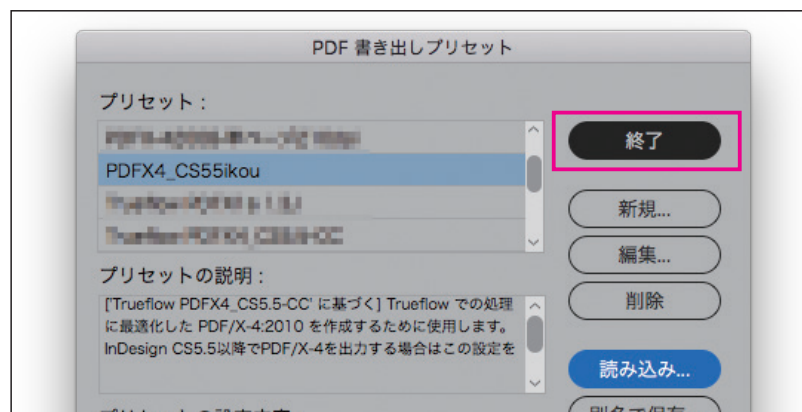 PDF 書き出しプリセット
プリセット :
終了
PDFX4_CS55ikou
新規...
編集...
プリセットの説明 :
['Trueflow PDFX4_CS5.5-CC' に基づく] Trueflow での処理
に最適化した PDF/X-4:2010 を作成するために使用します。
InDesign CS5.5以降でPDF/X-4を出力する場合はこの設定を
削除
読み込み...